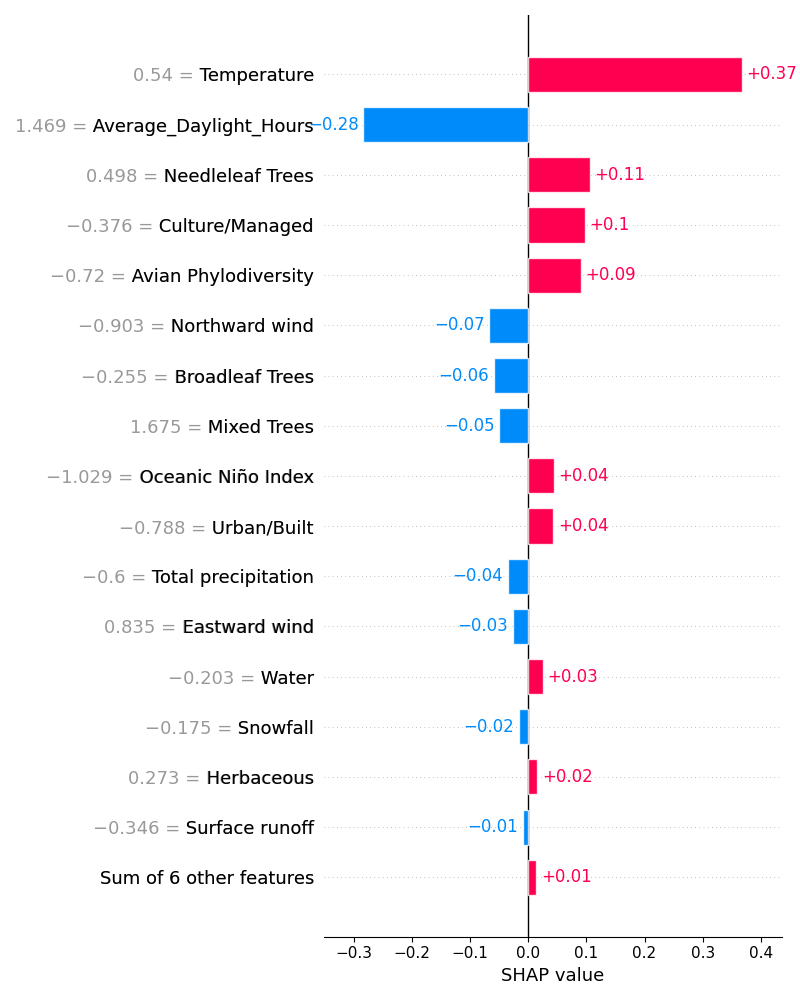 0.54 = Temperature +0.37
1.469 = Average_Daylight_Hours −0.28
0.498 = Needleleaf Trees +0.11
−0.376 = Culture/Managed +0.1
−0.72 = Avian Phylodiversity +0.09
−0.903 = Northward wind −0.07
−0.255 = Broadleaf Trees −0.06
1.675 = Mixed Trees −0.05
−1.029 = Oceanic Niño Index +0.04
−0.788 = Urban/Built +0.04
−0.6 = Total precipitation −0.04
0.835 = Eastward wind −0.03
−0.203 = Water +0.03
−0.175 = Snowfall −0.02
0.273 = Herbaceous +0.02
−0.346 = Surface runoff −0.01
Sum of 6 other features +0.01
−0.3 −0.2 −0.1 0.0 0.1 0.2 0.3 0.4
SHAP value